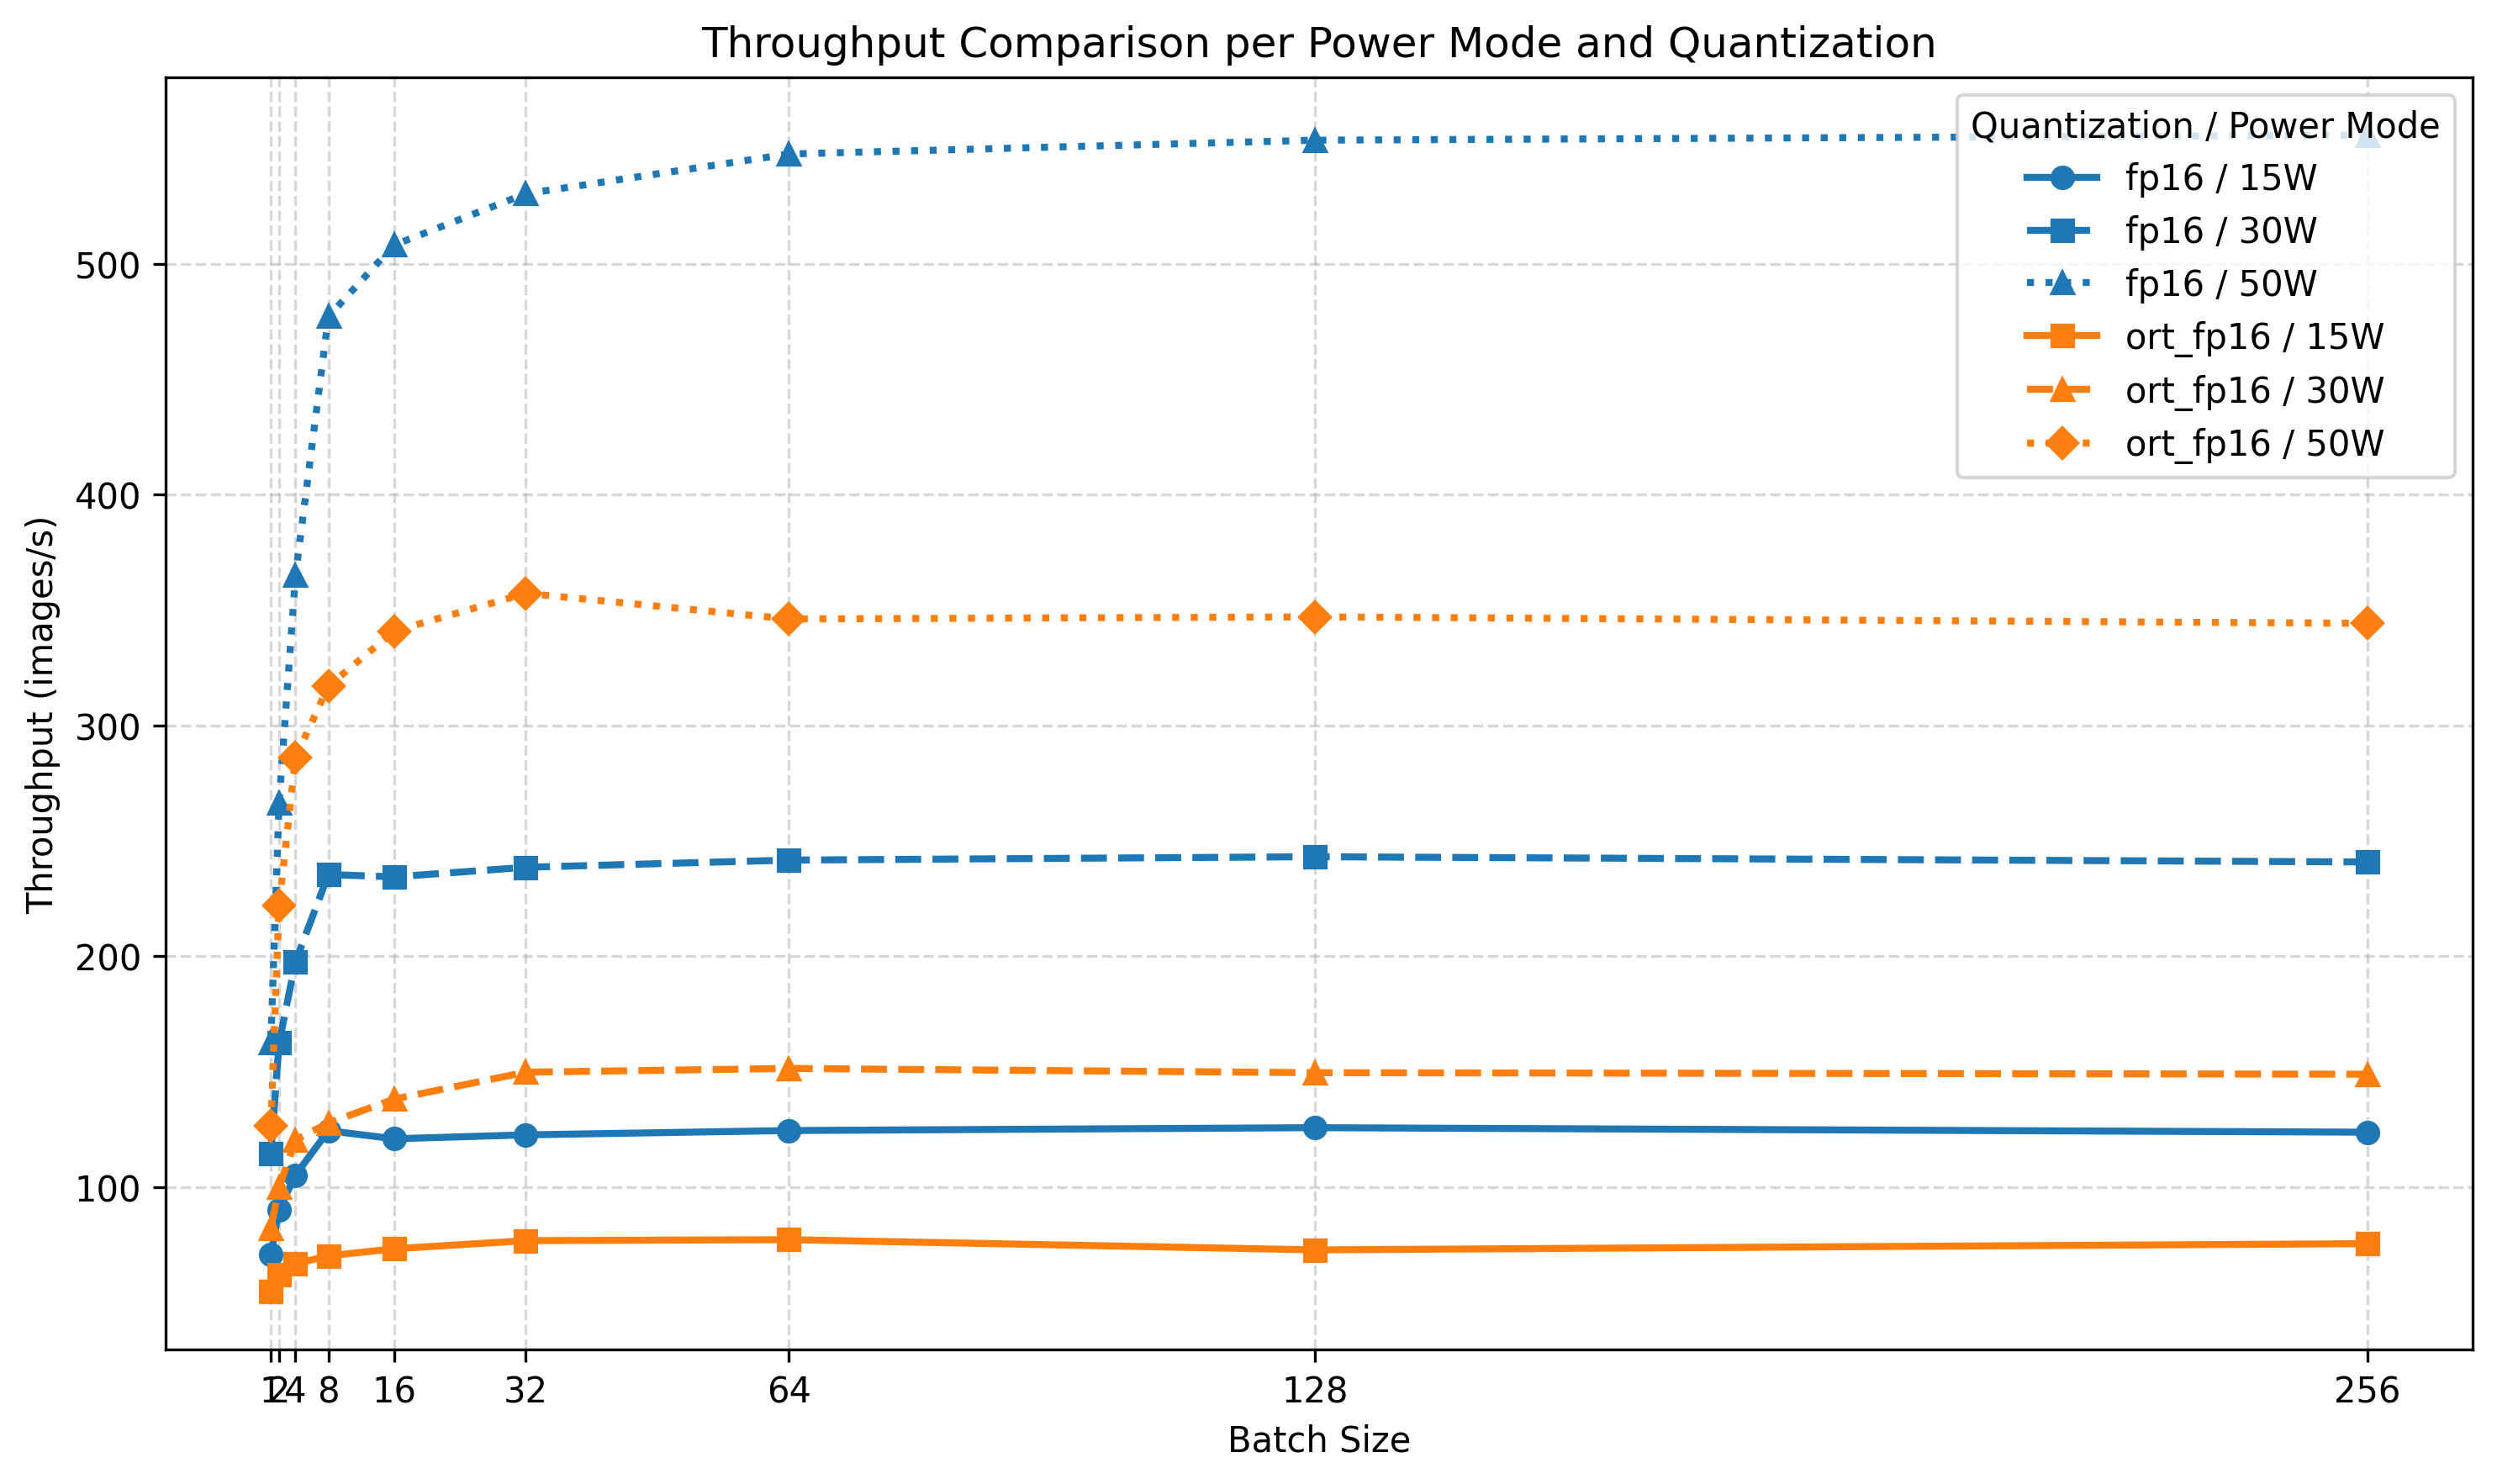 Throughput Comparison per Power Mode and Quantization
Quantization / Power Mode
fp16 / 15W
fp16 / 30W
fp16 / 50W
ort_fp16 / 15W
ort_fp16 / 30W
ort_fp16 / 50W
Throughput (images/s)
500
400
300
200
100
1 2 4 8 16 32 64 128 256
Batch Size